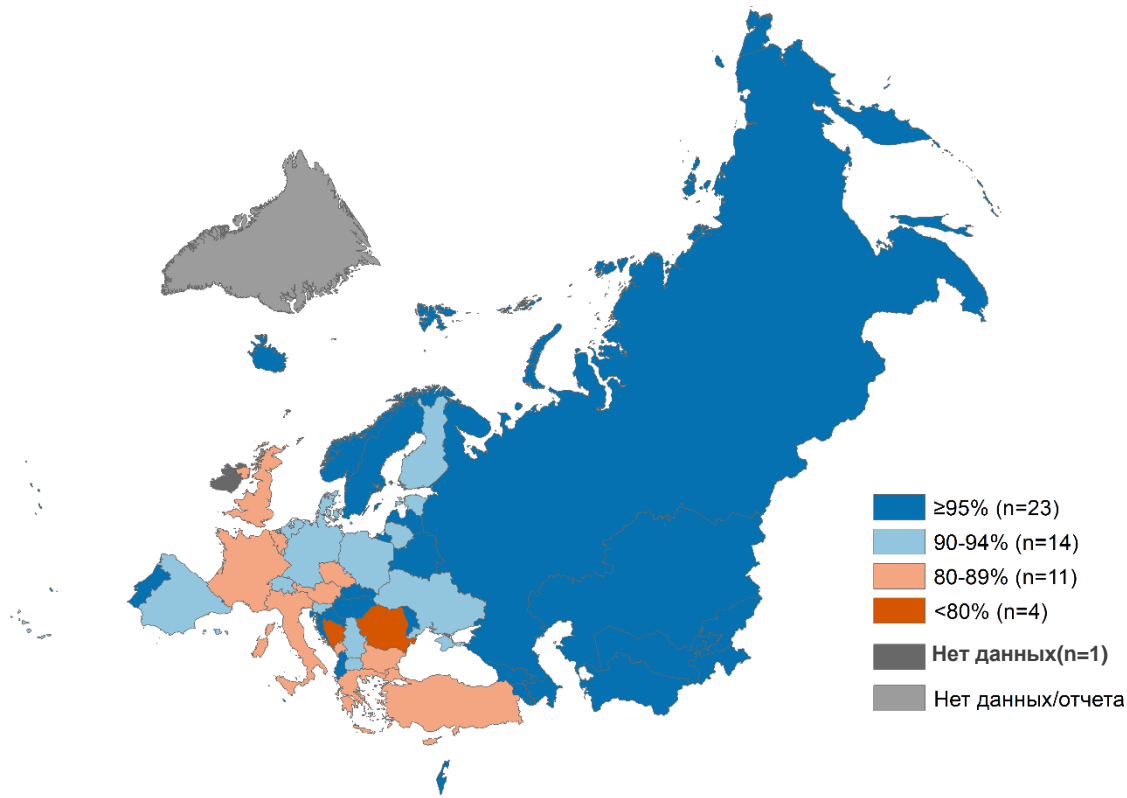 ≥95% (n=23)
90-94% (n=14)
80-89% (n=11)
<80% (n=4)
Нет данных(n=1)
Нет данных/отчета